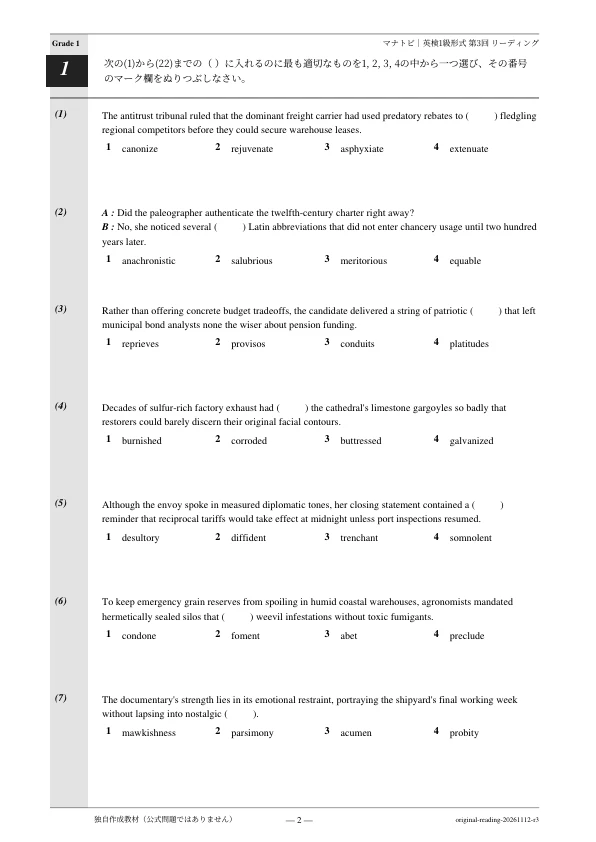 Grade 1
マナトビ｜英検1級形式 第3回 リーディング
1
次の(1)から(22)までの（ ）に入れるのに最も適切なものを1, 2, 3, 4の中から一つ選び、その番号
のマーク欄をぬりつぶしなさい。
(1)
The antitrust tribunal ruled that the dominant freight carrier had used predatory rebates to (          ) fledgling
regional competitors before they could secure warehouse leases.
1 canonize 2 rejuvenate 3 asphyxiate 4 extenuate
(2)
A : Did the paleographer authenticate the twelfth-century charter right away?
B : No, she noticed several (          ) Latin abbreviations that did not enter chancery usage until two hundred
years later.
1 anachronistic 2 salubrious 3 meritorious 4 equable
(3)
Rather than offering concrete budget tradeoffs, the candidate delivered a string of patriotic (          ) that left
municipal bond analysts none the wiser about pension funding.
1 reprieves 2 provisos 3 conduits 4 platitudes
(4)
Decades of sulfur-rich factory exhaust had (          ) the cathedral's limestone gargoyles so badly that
restorers could barely discern their original facial contours.
1 burnished 2 corroded 3 buttressed 4 galvanized
(5)
Although the envoy spoke in measured diplomatic tones, her closing statement contained a (          )
reminder that reciprocal tariffs would take effect at midnight unless port inspections resumed.
1 desultory 2 diffident 3 trenchant 4 somnolent
(6)
To keep emergency grain reserves from spoiling in humid coastal warehouses, agronomists mandated
hermetically sealed silos that (          ) weevil infestations without toxic fumigants.
1 condone 2 foment 3 abet 4 preclude
(7)
The documentary's strength lies in its emotional restraint, portraying the shipyard's final working week
without lapsing into nostalgic (          ).
1 mawkishness 2 parsimony 3 acumen 4 probity
独自作成教材（公式問題ではありません）
— 2 —
original-reading-20261112-r3